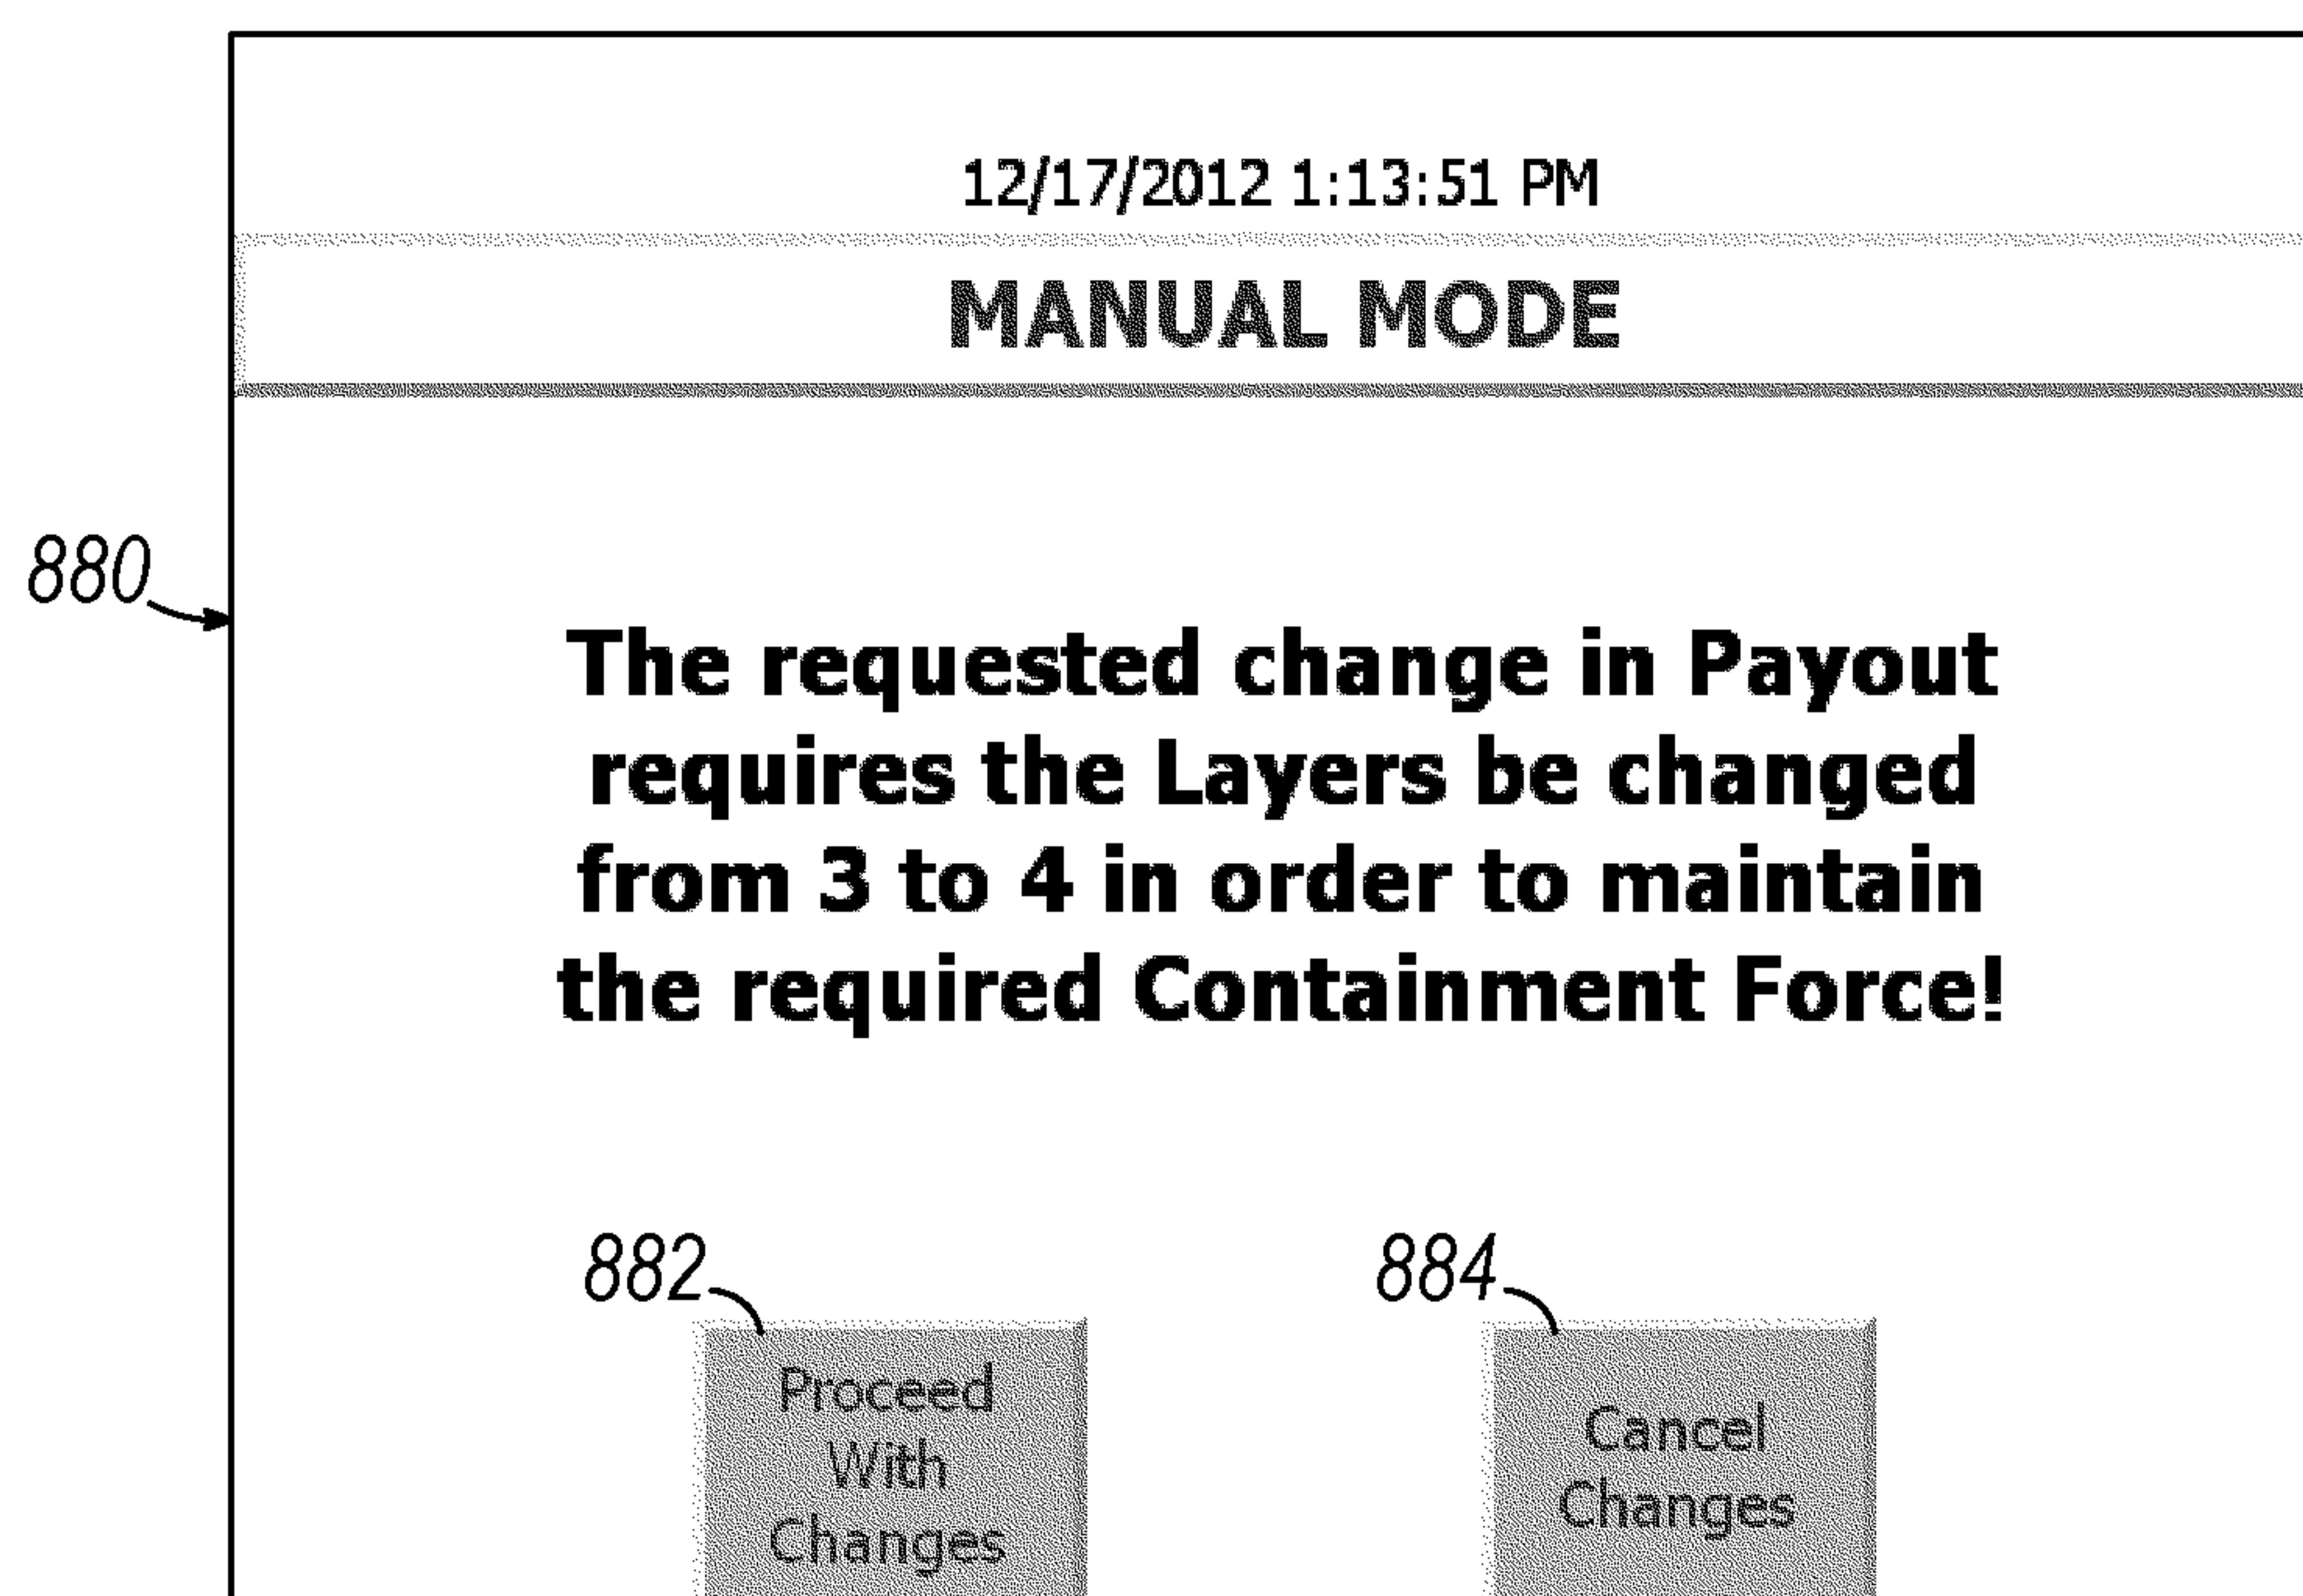 12/17/2012 1:13:51 PM
MANUAL MODE
880
The requested change in Payout
requires the Layers be changed
from 3 to 4 in order to maintain
the required Containment Force!
882
884
Proceed
With
Changes
Cancel
Changes